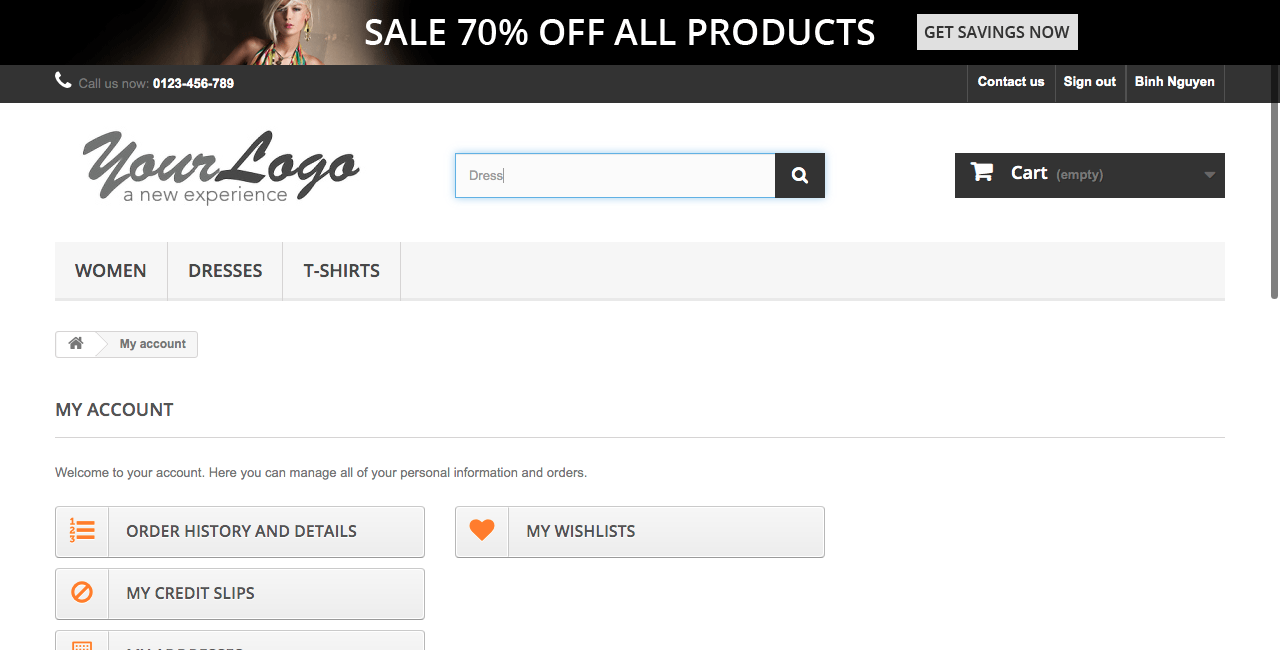 SALE 70% OFF ALL PRODUCTS
GET SAVINGS NOW
Call us now: 0123-456-789
Contact us
Sign out
Binh Nguyen
YourLogo
a new experience
Dress
Cart (empty)
WOMEN
DRESSES
T-SHIRTS
My account
MY ACCOUNT
Welcome to your account. Here you can manage all of your personal information and orders.
ORDER HISTORY AND DETAILS
MY WISHLISTS
MY CREDIT SLIPS
MY ADDRESSES